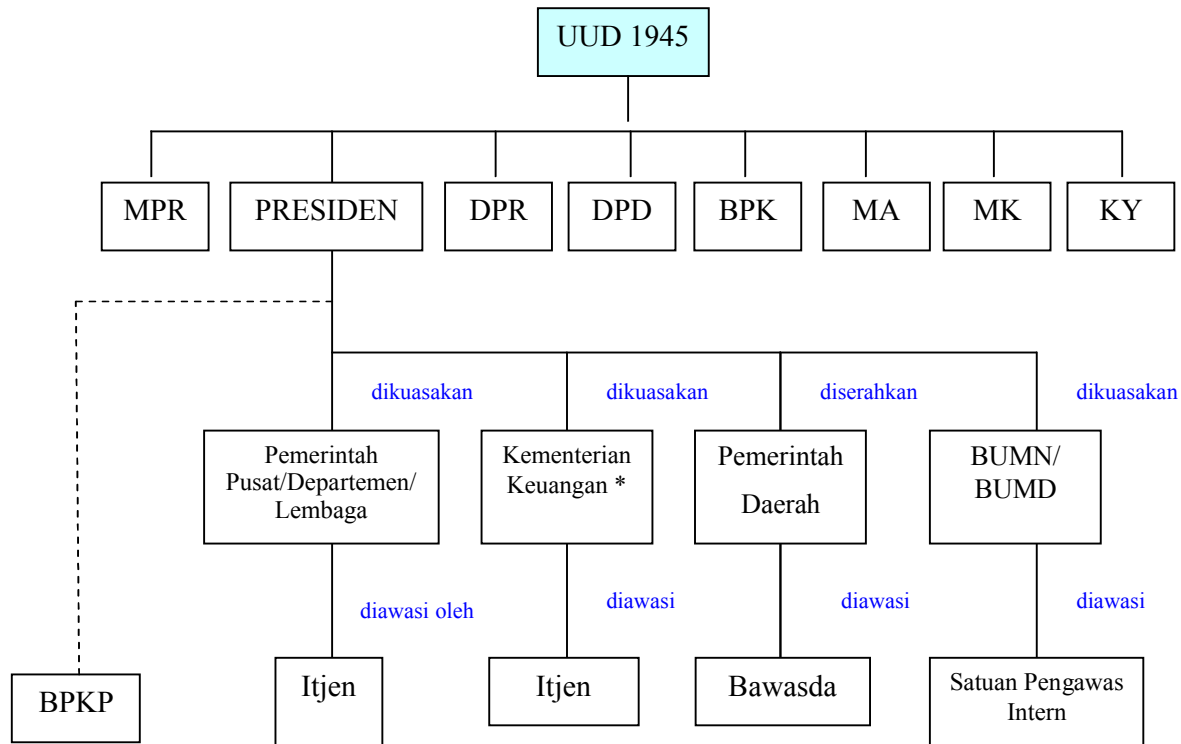 UUD 1945
MPR
PRESIDEN
DPR
DPD
BPK
MA
MK
KY
dikuasakan
dikuasakan
diserahkan
dikuasakan
Pemerintah
Pusat/Departemen/
Lembaga
Kementerian
Keuangan *
Pemerintah
Daerah
BUMN/
BUMD
diawasi oleh
diawasi
diawasi
diawasi
BPKP
Itjen
Itjen
Bawasda
Satuan Pengawas
Intern